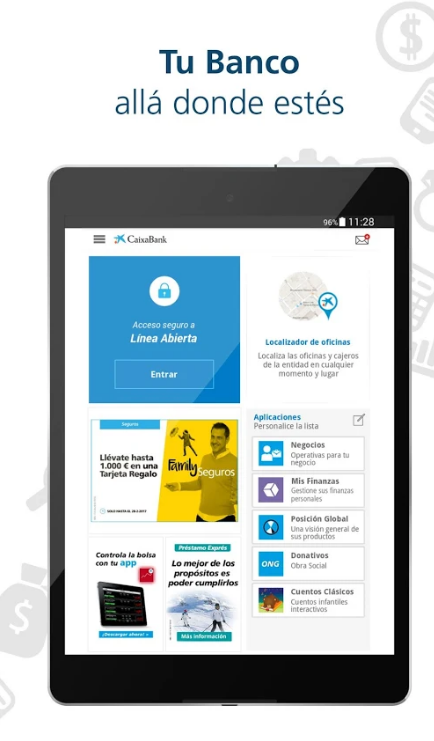 Tu Banco
allá donde estés
96% 11:28
CaixaBank
Acceso seguro a
Línea Abierta
Entrar
Localizador de oficinas
Localiza las oficinas y cajeros
de la entidad en cualquier
momento y lugar
Seguros
Llévate hasta
1.000 € en una
Tarjeta Regalo
Family Seguros
Aplicaciones
Personalice la lista
Negocios
Operativas para tu
negocio
Mis Finanzas
Gestione sus finanzas
personales
Posición Global
Una visión general de
sus productos
ONG
Donativos
Obra Social
Cuentos Clásicos
Cuentos infantiles
interactivos
Controla la bolsa
con tu app
¡Descargar ahora!
Préstamo Exprés
Lo mejor de los
propósitos es
poder cumplirlos
Más información